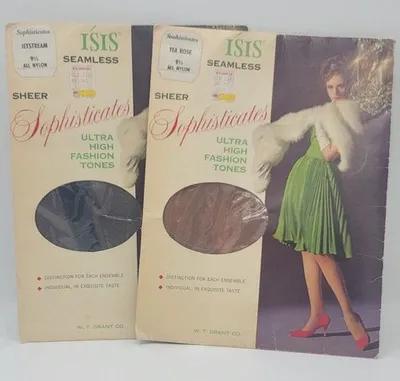 Sophisticates
JETSTREAM
9½
ALL NYLON
ISIS
SEAMLESS
SHEER
Sophisticates
ULTRA
HIGH
FASHION
TONES
DISTINCTION FOR EACH ENSEMBLE
INDIVIDUAL, IN EXQUISITE TASTE
W. T. GRANT CO.
Sophisticates
TEA ROSE
9½
ALL NYLON
ISIS
SEAMLESS
SHEER
Sophisticates
ULTRA
HIGH
FASHION
TONES
DISTINCTION FOR EACH ENSEMBLE
INDIVIDUAL, IN EXQUISITE TASTE
W. T. GRANT CO.